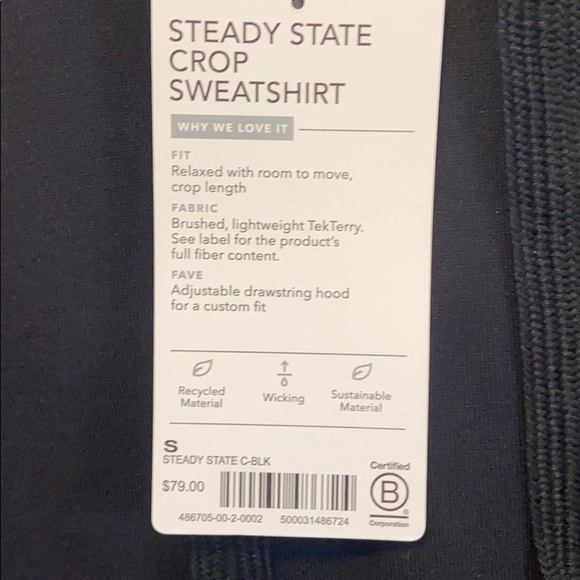 STEADY STATE
CROP
SWEATSHIRT
WHY WE LOVE IT
FIT
Relaxed with room to move,
crop length
FABRIC
Brushed, lightweight TekTerry.
See label for the product's
full fiber content.
FAVE
Adjustable drawstring hood
for a custom fit
Recycled
Material
Wicking
Sustainable
Material
S
STEADY STATE C-BLK
$79.00
486705-00-2-0002 500031486724
Certified
B
®
Corporation